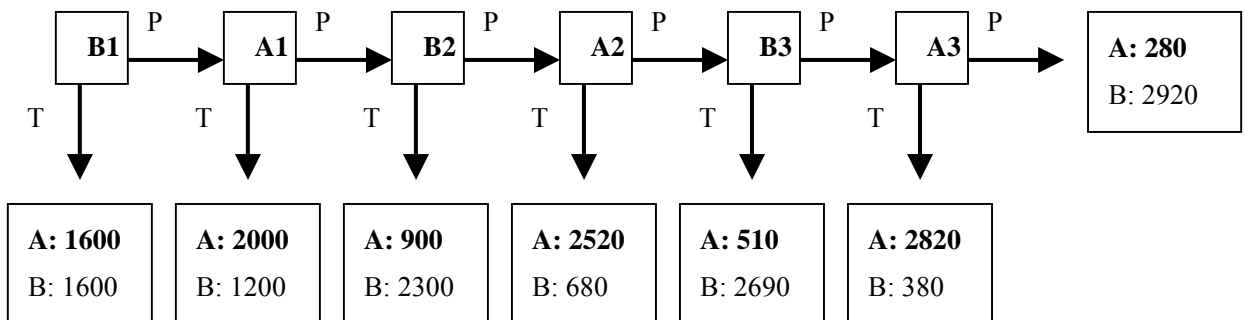 P P P P P P
B1 A1 B2 A2 B3 A3
A: 280
B: 2920
T T T T T T
A: 1600 A: 2000 A: 900 A: 2520 A: 510 A: 2820
B: 1600 B: 1200 B: 2300 B: 680 B: 2690 B: 380